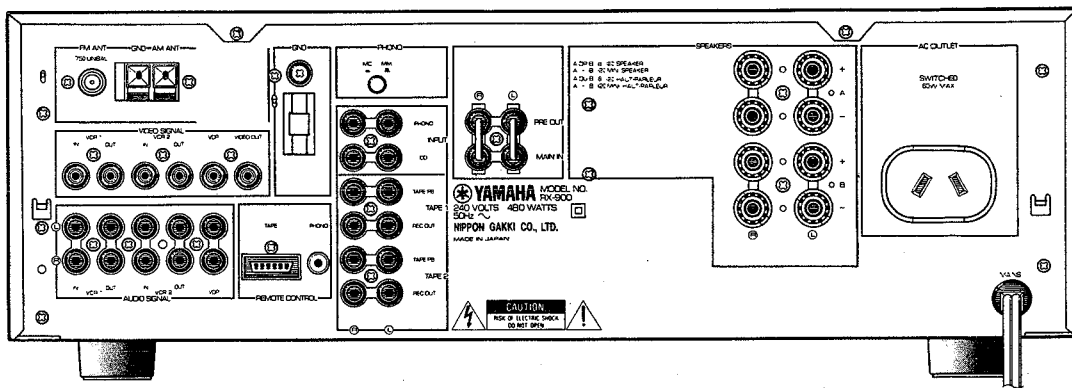 FM ANT
GND AM ANT
75Ω UNBAL.
GND
PHONO
MC MM
VIDEO SIGNAL
VCR 1
VCR 2
VDP
VIDEO OUT
IN OUT IN OUT
PHONO
INPUT
CD
TAPE PB
TAPE 1
REC OUT
TAPE PB
TAPE 2
REC OUT
R L
L
R
IN OUT IN OUT
VCR 1 VCR 2 VDP
AUDIO SIGNAL
TAPE PHONO
REMOTE CONTROL
R L
PRE OUT
MAIN IN
YAMAHA MODEL NO.
RX-900
240 VOLTS 480 WATTS
50Hz ~
NIPPON GAKKI CO., LTD.
MADE IN JAPAN
CAUTION
RISK OF ELECTRIC SHOCK
DO NOT OPEN
SPEAKERS
+
A
−
+
B
−
R L
AC OUTLET
SWITCHED
60W MAX
MAINS